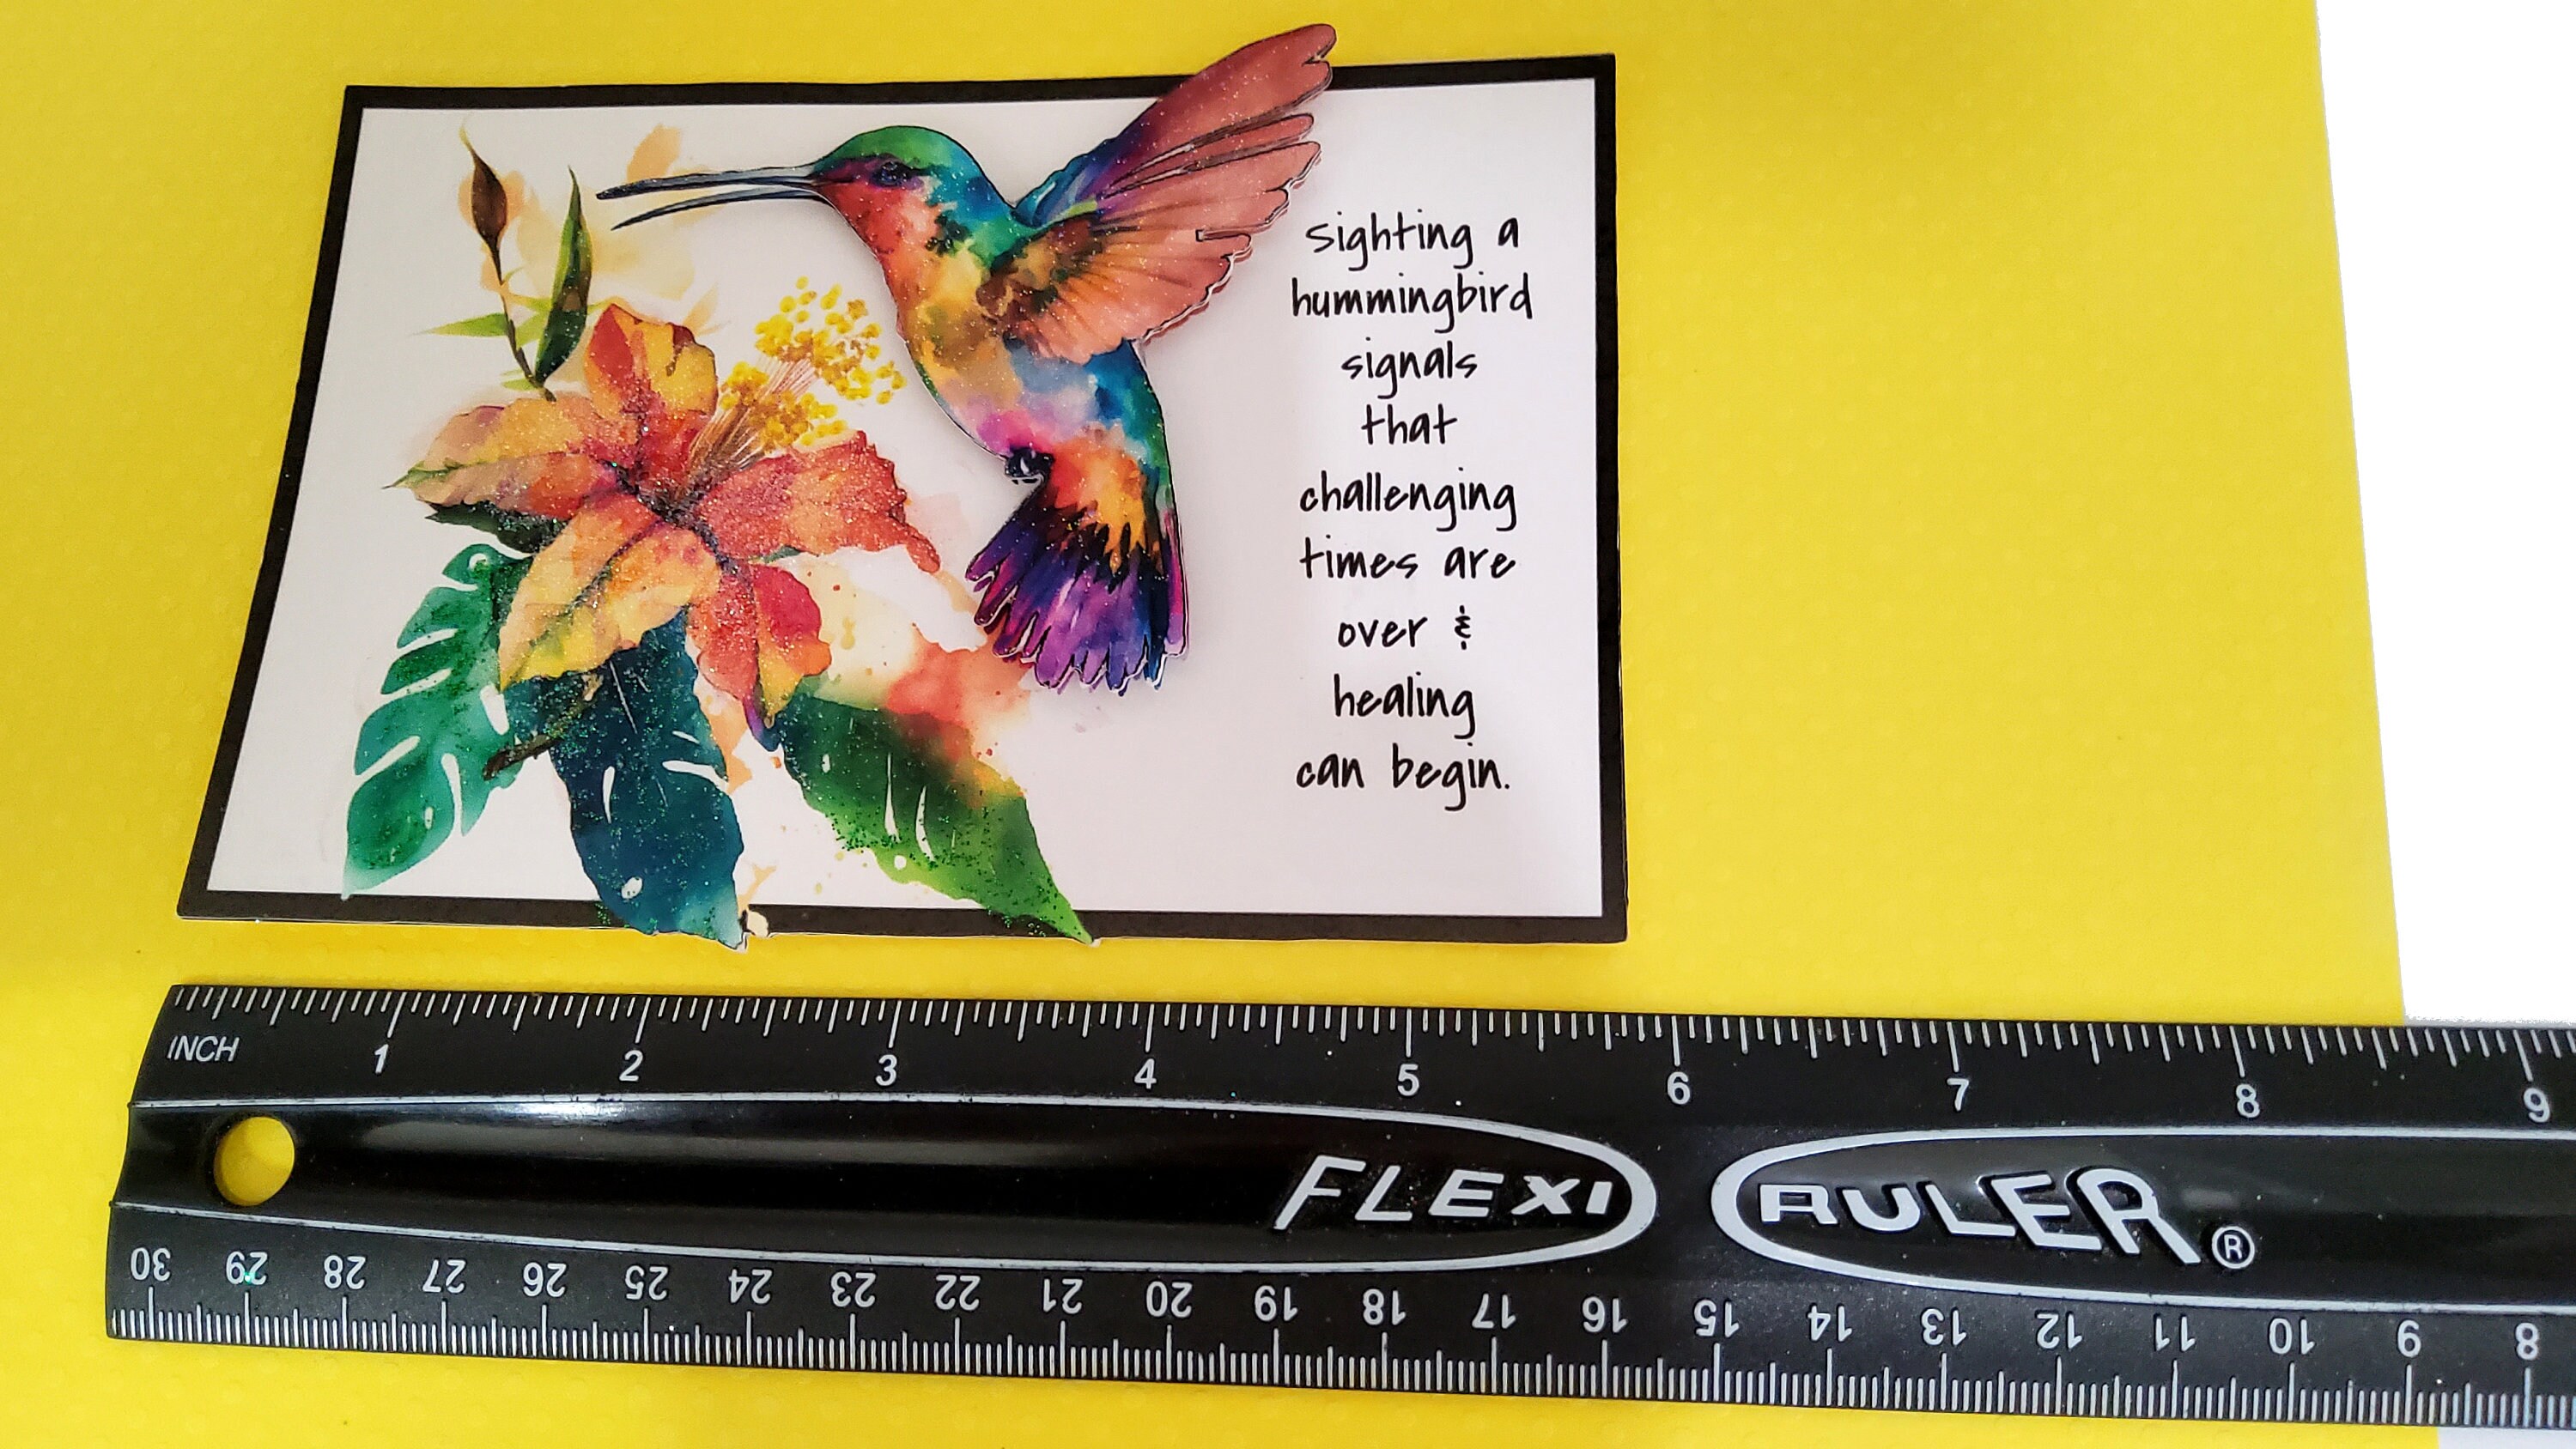 Sighting a
hummingbird
signals
that
challenging
times are
over &
healing
can begin.
INCH 1 2 3 4 5 6 7 8 9
FLEXI RULER ®
30 29 28 27 26 25 24 23 22 21 20 19 18 17 16 15 14 13 12 11 10 9 8